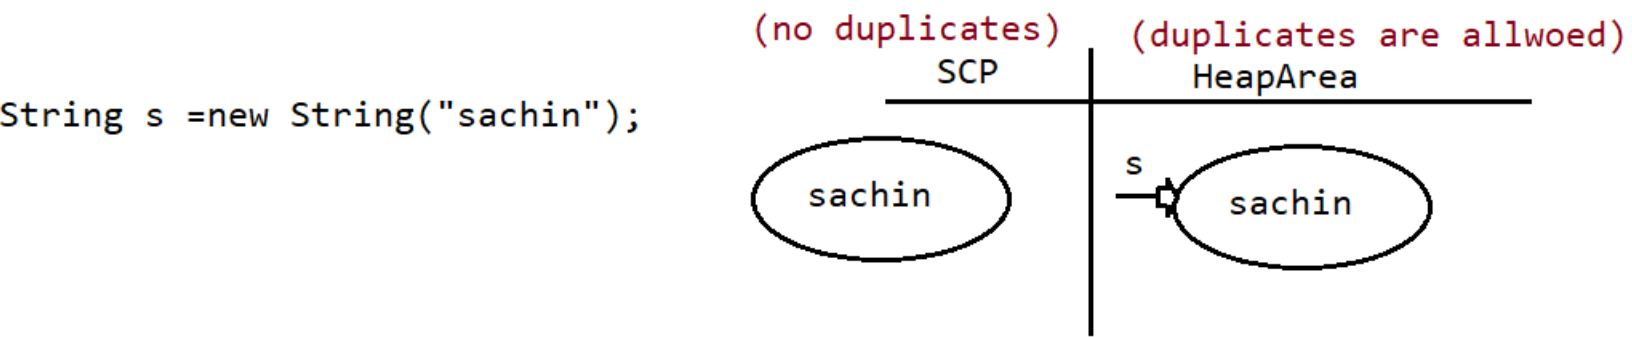 (no duplicates)
(duplicates are allwoed)
SCP
HeapArea
String s =new String("sachin");
s
sachin
sachin